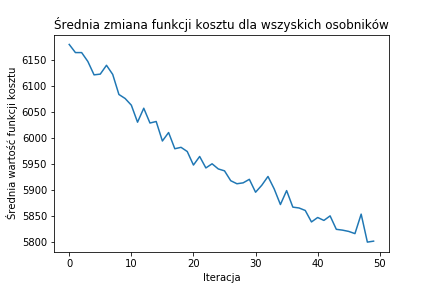 Średnia zmiana funkcji kosztu dla wszyskich osobników
Średnia wartość funkcji kosztu
6150
6100
6050
6000
5950
5900
5850
5800
0 10 20 30 40 50
Iteracja